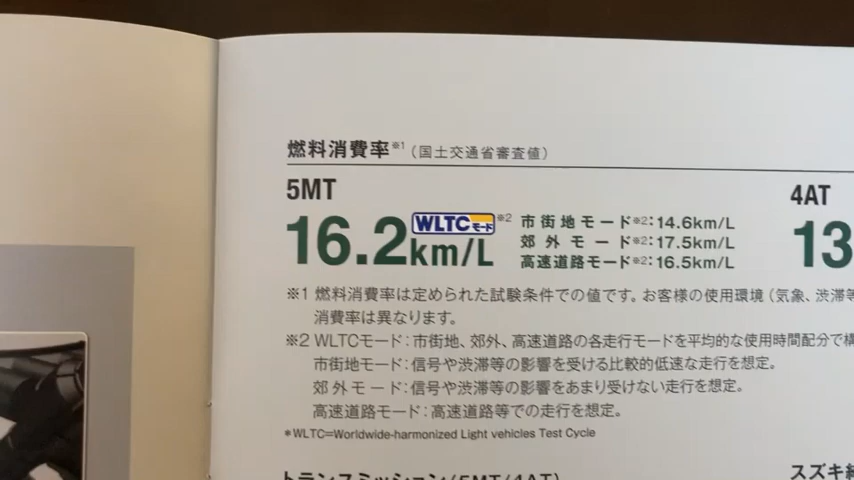 燃料消費率※1（国土交通省審査値）
5MT
16.2km/L WLTCモード※2
市街地モード※2：14.6km/L
郊外モード※2：17.5km/L
高速道路モード※2：16.5km/L
4AT
13
※1 燃料消費率は定められた試験条件での値です。お客様の使用環境（気象、渋滞等
消費率は異なります。
※2 WLTCモード：市街地、郊外、高速道路の各走行モードを平均的な使用時間配分で構
市街地モード：信号や渋滞等の影響を受ける比較的低速な走行を想定。
郊外モード：信号や渋滞等の影響をあまり受けない走行を想定。
高速道路モード：高速道路等での走行を想定。
＊WLTC=Worldwide-harmonized Light vehicles Test Cycle
トランスミッション(5MT/4AT)
スズキ